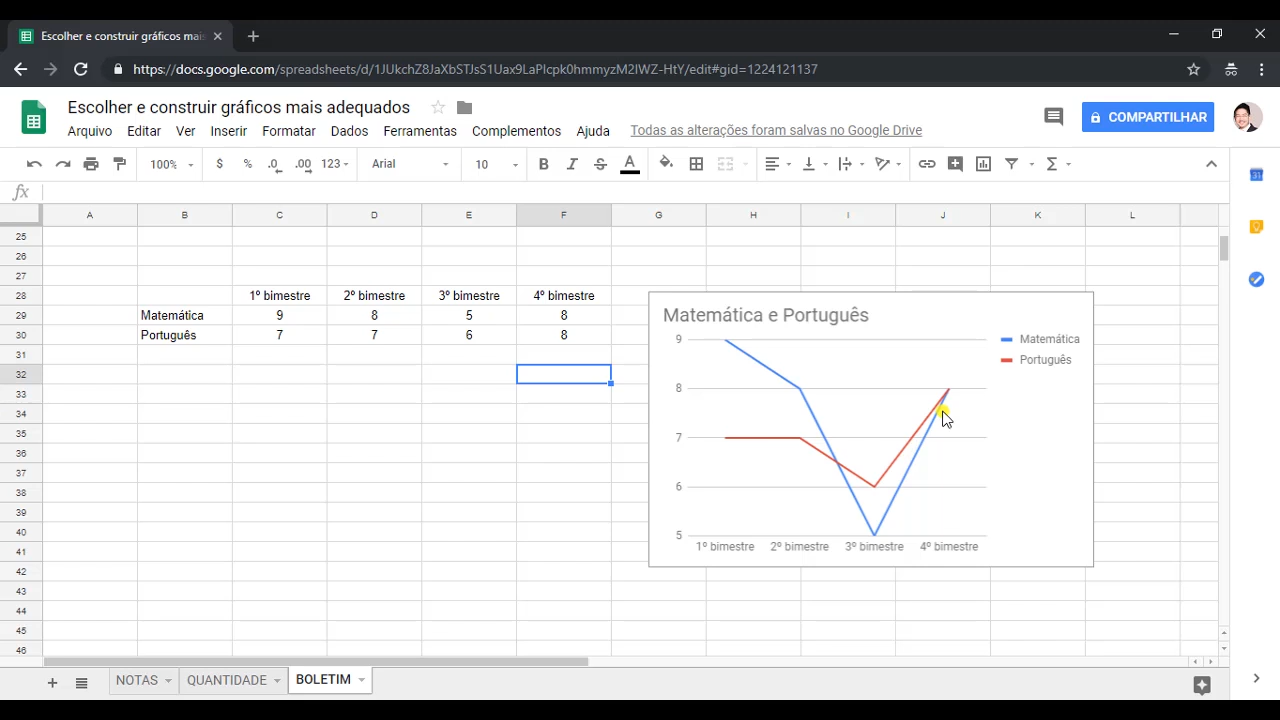 Escolher e construir gráficos mais
https://docs.google.com/spreadsheets/d/1JUkchZ8JaXbSTJsS1Uax9LaPIcpk0hmmyzM2IWZ-HtY/edit#gid=1224121137
Escolher e construir gráficos mais adequados
COMPARTILHAR
Arquivo Editar Ver Inserir Formatar Dados Ferramentas Complementos Ajuda Todas as alterações foram salvas no Google Drive
100% $ % .0 .00 123 Arial 10 B I S A Σ
fx
31
A B C D E F G H I J K L
25
26
27
28 1º bimestre 2º bimestre 3º bimestre 4º bimestre
29 Matemática 9 8 5 8
30 Português 7 7 6 8
31
32
33
34
35
36
37
38
39
40
41
42
43
44
45
46
Matemática e Português
9
8
7
6
5
1º bimestre 2º bimestre 3º bimestre 4º bimestre
Matemática
Português
NOTAS QUANTIDADE BOLETIM